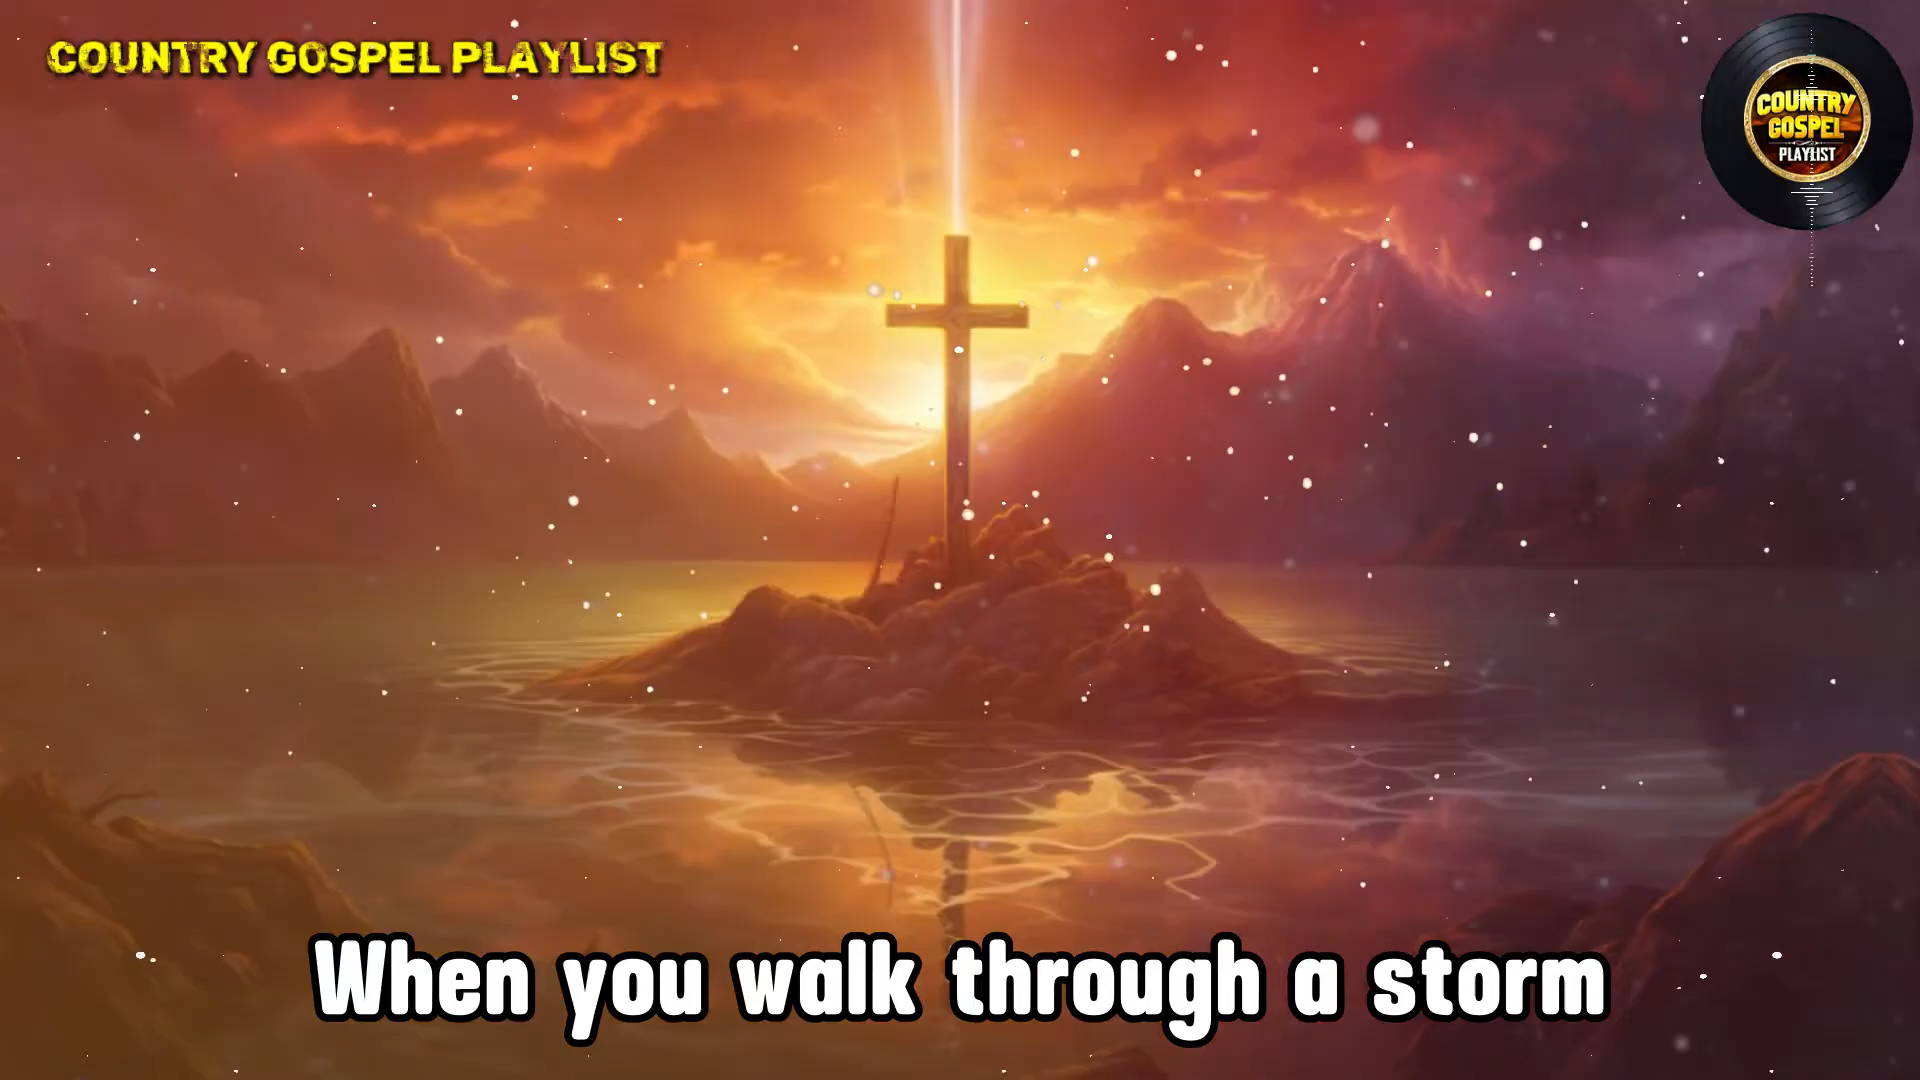 COUNTRY GOSPEL PLAYLIST
COUNTRY
GOSPEL
PLAYLIST
When you walk through a storm